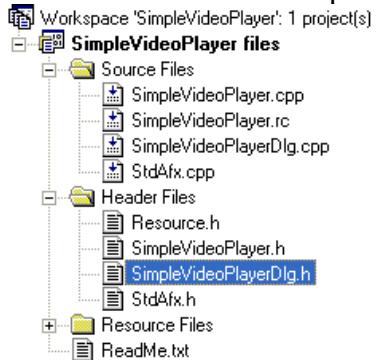 Workspace 'SimpleVideoPlayer': 1 project(s)
SimpleVideoPlayer files
Source Files
SimpleVideoPlayer.cpp
SimpleVideoPlayer.rc
SimpleVideoPlayerDlg.cpp
StdAfx.cpp
Header Files
Resource.h
SimpleVideoPlayer.h
SimpleVideoPlayerDlg.h
StdAfx.h
Resource Files
ReadMe.txt